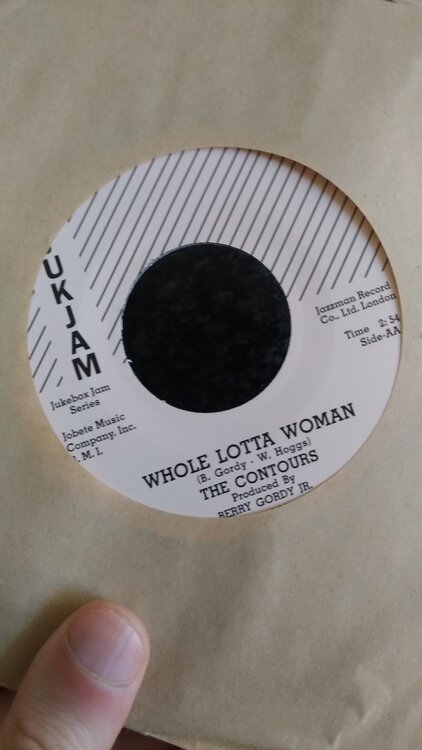 UKJAM
Jukebox Jam
Series
Jobete Music
Company, Inc.
. M. I.
Jazzman Record
Co., Ltd. London
Time 2:54
Side-AA
WHOLE LOTTA WOMAN
(B. Gordy - W. Hoggs)
THE CONTOURS
Produced By
BERRY GORDY JR.